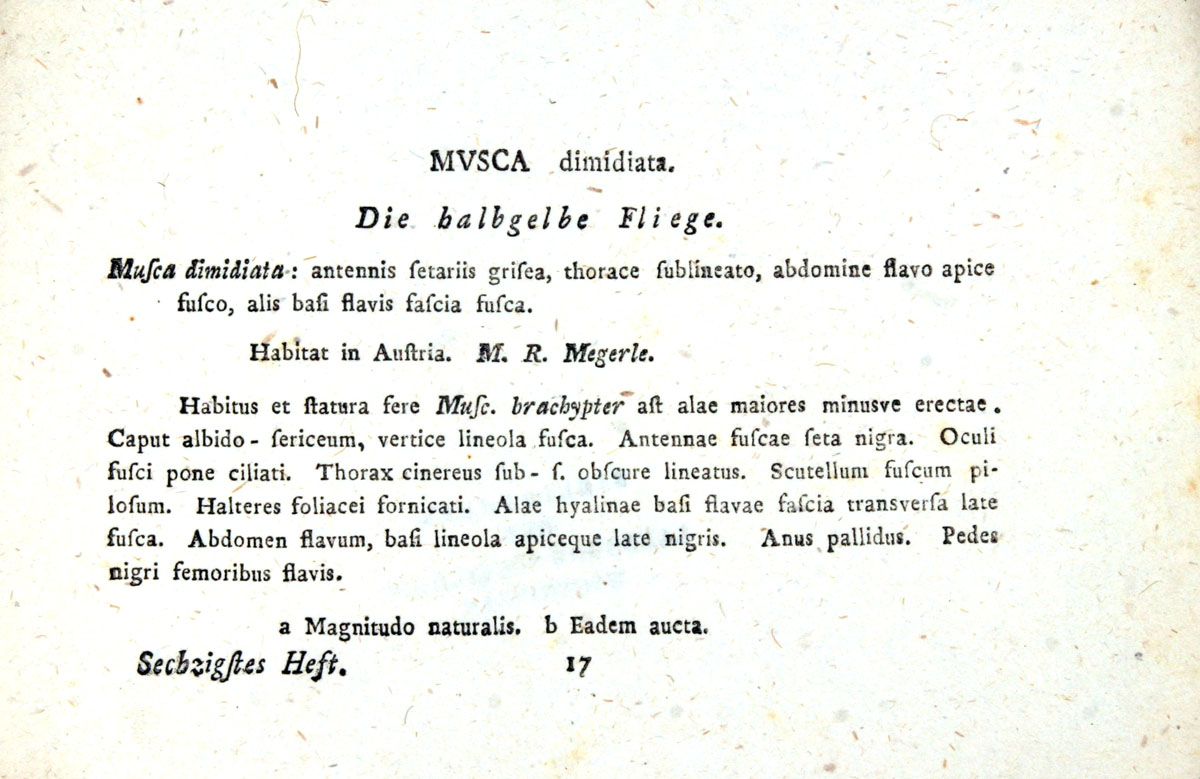 MVSCA dimidiata.
Die halbgelbe Fliege.
Muſca dimidiata: antennis ſetariis griſea, thorace ſublineato, abdomine flavo apice
fuſco, alis baſi flavis faſcia fuſca.
Habitat in Auſtria. M. R. Megerle.
Habitus et ſtatura fere Muſc. brachypter aſt alae maiores minusve erectae.
Caput albido-ſericeum, vertice lineola fuſca. Antennae fuſcae ſeta nigra. Oculi
fuſci pone ciliati. Thorax cinereus ſub- ſ. obſcure lineatus. Scutellum fuſcum pi-
loſum. Halteres foliacei fornicati. Alae hyalinae baſi flavae faſcia transverſa late
fuſca. Abdomen flavum, baſi lineola apiceque late nigris. Anus pallidus. Pedes
nigri femoribus flavis.
a Magnitudo naturalis. b Eadem aucta.
Sechzigſtes Heft. 17